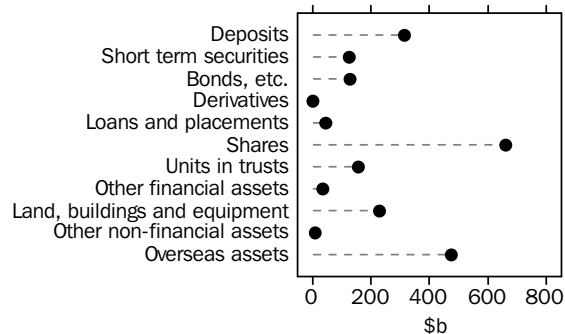 Deposits
Short term securities
Bonds, etc.
Derivatives
Loans and placements
Shares
Units in trusts
Other financial assets
Land, buildings and equipment
Other non-financial assets
Overseas assets
0 200 400 600 800
$b